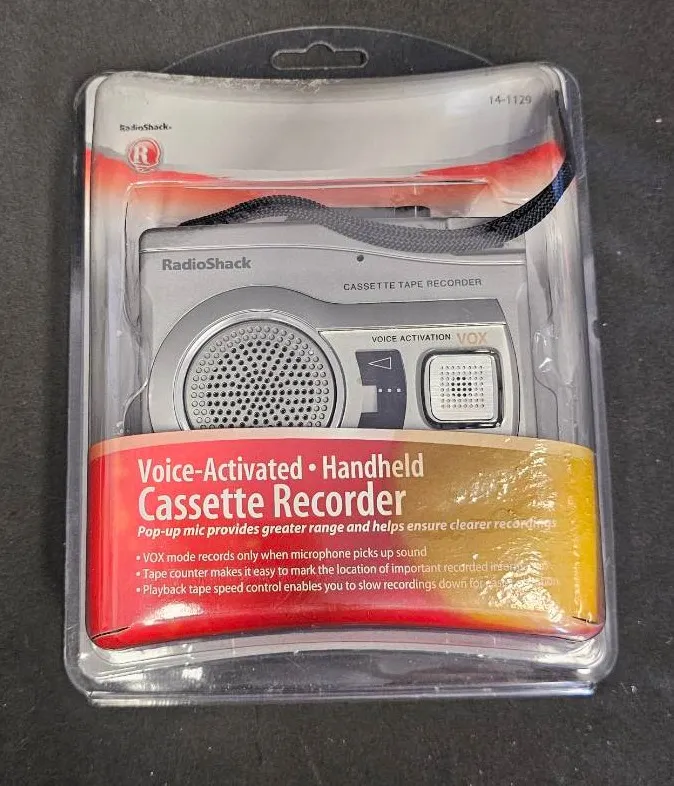 14-1129
RadioShack®
R
RadioShack
CASSETTE TAPE RECORDER
VOICE ACTIVATION VOX
Voice-Activated • Handheld
Cassette Recorder
Pop-up mic provides greater range and helps ensure clearer recordings
• VOX mode records only when microphone picks up sound
• Tape counter makes it easy to mark the location of important recorded
• Playback tape speed control enables you to slow recordings down for